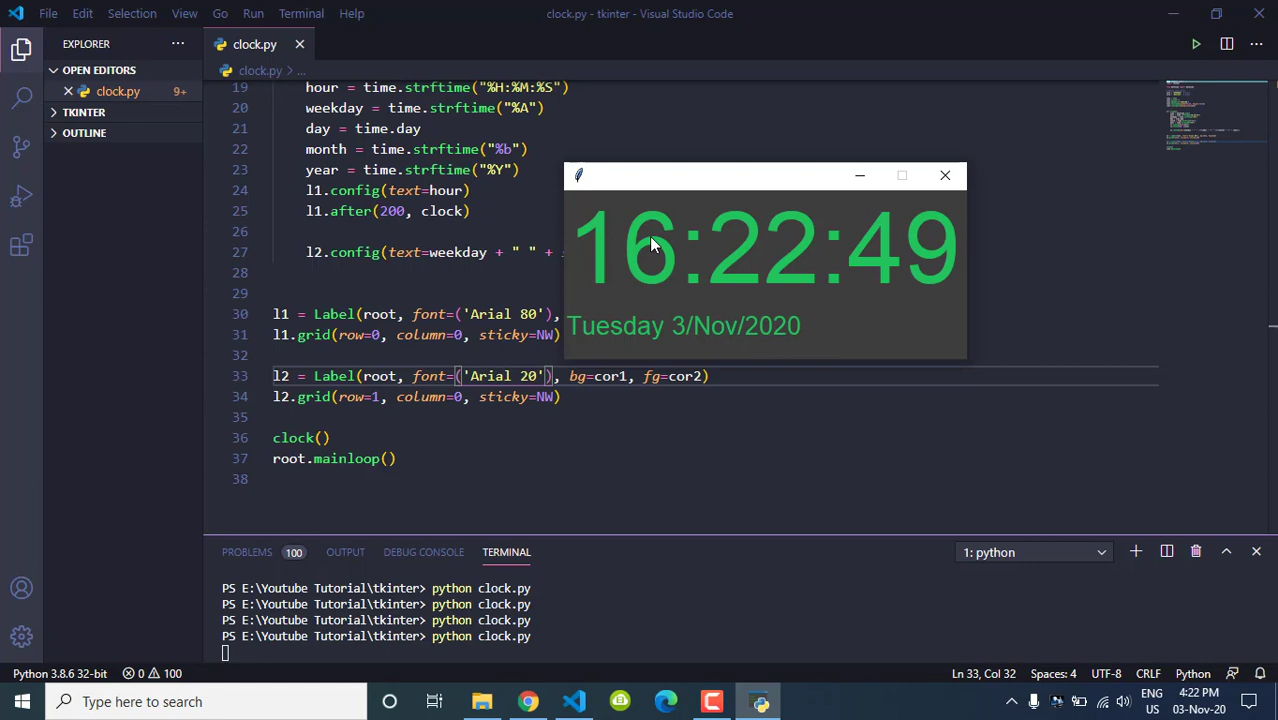 File Edit Selection View Go Run Terminal Help
clock.py - tkinter - Visual Studio Code
EXPLORER
clock.py
OPEN EDITORS
clock.py 9+
TKINTER
OUTLINE
clock.py > ...
19 hour = time.strftime("%H:%M:%S")
20 weekday = time.strftime("%A")
21 day = time.day
22 month = time.strftime("%b")
23 year = time.strftime("%Y")
24 l1.config(text=hour)
25 l1.after(200, clock)
26
27 l2.config(text=weekday + " " +
28
29
30 l1 = Label(root, font=('Arial 80'),
31 l1.grid(row=0, column=0, sticky=NW)
32
33 l2 = Label(root, font=('Arial 20'), bg=cor1, fg=cor2)
34 l2.grid(row=1, column=0, sticky=NW)
35
36 clock()
37 root.mainloop()
38
16:22:49
Tuesday 3/Nov/2020
PROBLEMS 100 OUTPUT DEBUG CONSOLE TERMINAL
1: python
PS E:\Youtube Tutorial\tkinter> python clock.py
PS E:\Youtube Tutorial\tkinter> python clock.py
PS E:\Youtube Tutorial\tkinter> python clock.py
PS E:\Youtube Tutorial\tkinter> python clock.py
Python 3.8.6 32-bit 0 100
Ln 33, Col 32 Spaces: 4 UTF-8 CRLF Python
Type here to search
ENG
US
4:22 PM
03-Nov-20